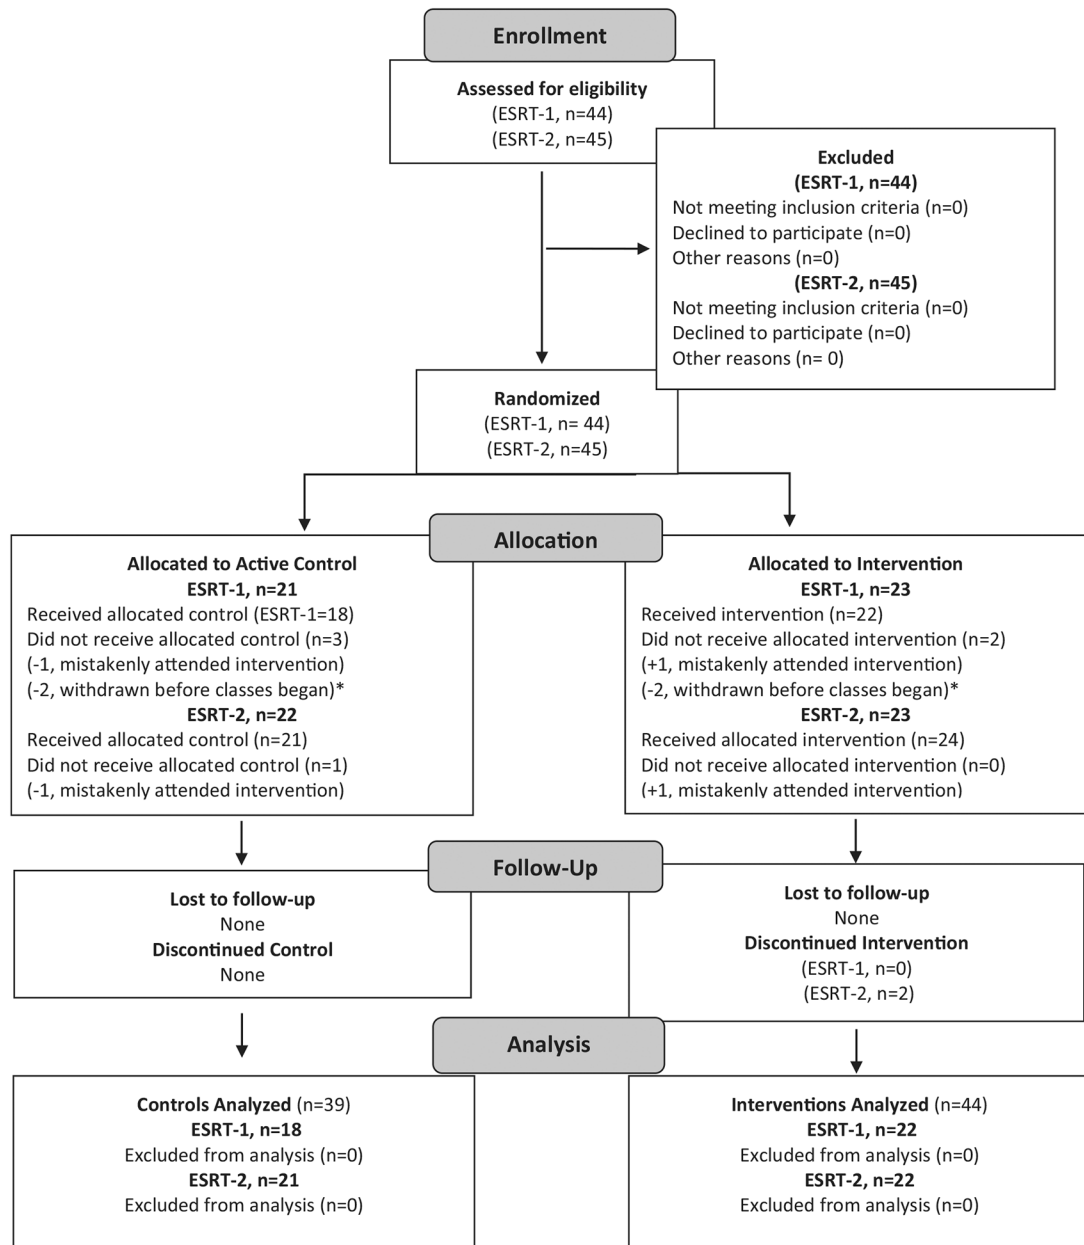 Enrollment
Assessed for eligibility
(ESRT-1, n=44)
(ESRT-2, n=45)
Excluded
(ESRT-1, n=44)
Not meeting inclusion criteria (n=0)
Declined to participate (n=0)
Other reasons (n=0)
(ESRT-2, n=45)
Not meeting inclusion criteria (n=0)
Declined to participate (n=0)
Other reasons (n= 0)
Randomized
(ESRT-1, n= 44)
(ESRT-2, n=45)
Allocation
Allocated to Active Control
ESRT-1, n=21
Received allocated control (ESRT-1=18)
Did not receive allocated control (n=3)
(-1, mistakenly attended intervention)
(-2, withdrawn before classes began)*
ESRT-2, n=22
Received allocated control (n=21)
Did not receive allocated control (n=1)
(-1, mistakenly attended intervention)
Allocated to Intervention
ESRT-1, n=23
Received intervention (n=22)
Did not receive allocated intervention (n=2)
(+1, mistakenly attended intervention)
(-2, withdrawn before classes began)*
ESRT-2, n=23
Received allocated intervention (n=24)
Did not receive allocated intervention (n=0)
(+1, mistakenly attended intervention)
Follow-Up
Lost to follow-up
None
Discontinued Control
None
Lost to follow-up
None
Discontinued Intervention
(ESRT-1, n=0)
(ESRT-2, n=2)
Analysis
Controls Analyzed (n=39)
ESRT-1, n=18
Excluded from analysis (n=0)
ESRT-2, n=21
Excluded from analysis (n=0)
Interventions Analyzed (n=44)
ESRT-1, n=22
Excluded from analysis (n=0)
ESRT-2, n=22
Excluded from analysis (n=0)